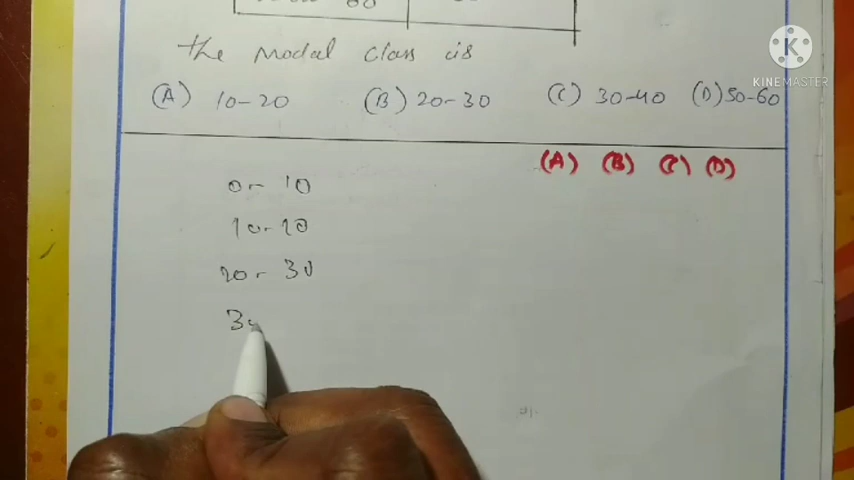 the modal class is
(A) 10-20 (B) 20-30 (C) 30-40 (D) 50-60
(A) (B) (C) (D)
0- 10
10-20
20- 30
30
K
KINEMASTER